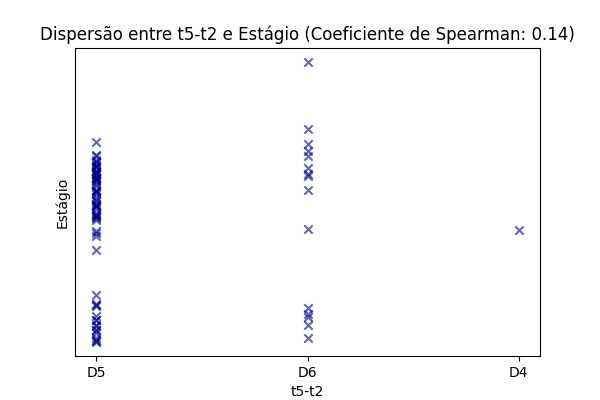 Dispersão entre t5-t2 e Estágio (Coeficiente de Spearman: 0.14)
Estágio
D5 D6 D4
t5-t2